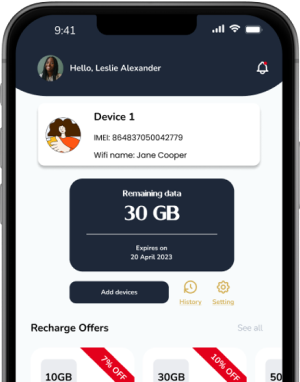 9:41
Hello, Leslie Alexander
Device 1
IMEI: 864837050042779
Wifi name: Jane Cooper
Remaining data
30 GB
Expires on
20 April 2023
Add devices
History
Setting
Recharge Offers
See all
7% OFF
10% OFF
10GB
30GB
50